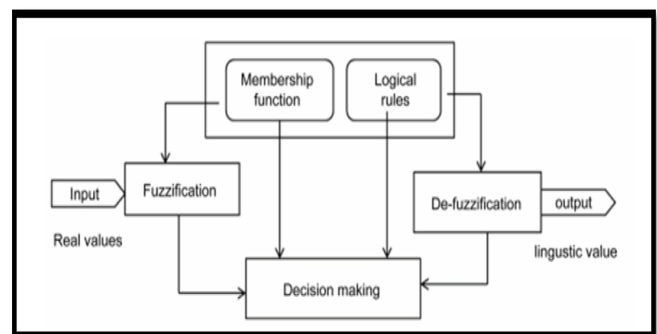 Membership
function
Logical
rules
Input
Fuzzification
De-fuzzification
output
Real values
lingustic value
Decision making